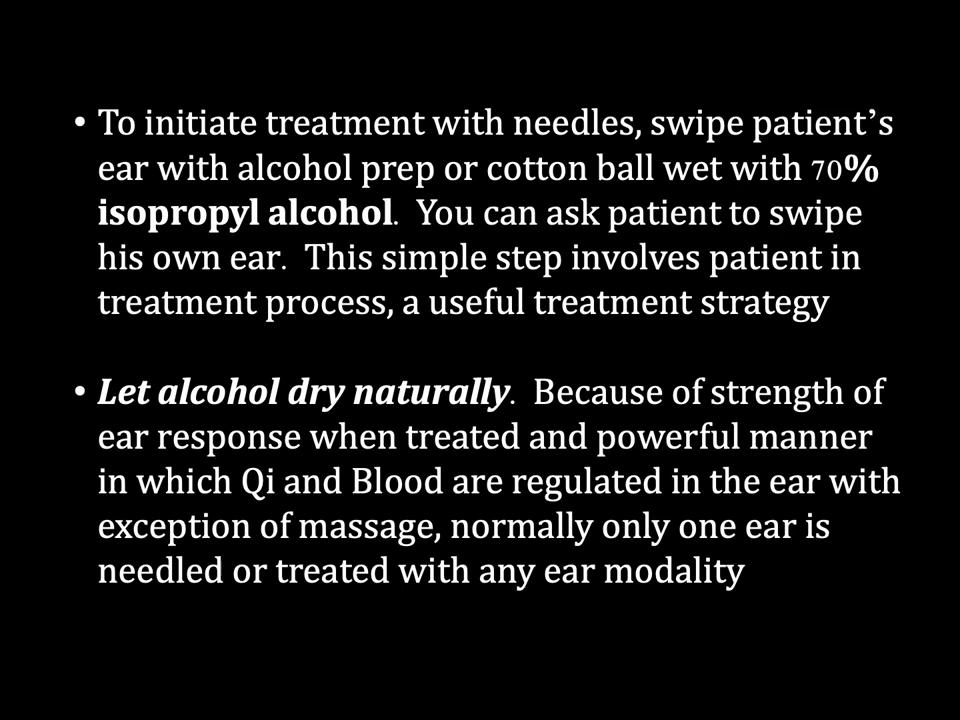 • To initiate treatment with needles, swipe patient’s
ear with alcohol prep or cotton ball wet with 70%
isopropyl alcohol.  You can ask patient to swipe
his own ear.  This simple step involves patient in
treatment process, a useful treatment strategy
• Let alcohol dry naturally.  Because of strength of
ear response when treated and powerful manner
in which Qi and Blood are regulated in the ear with
exception of massage, normally only one ear is
needled or treated with any ear modality